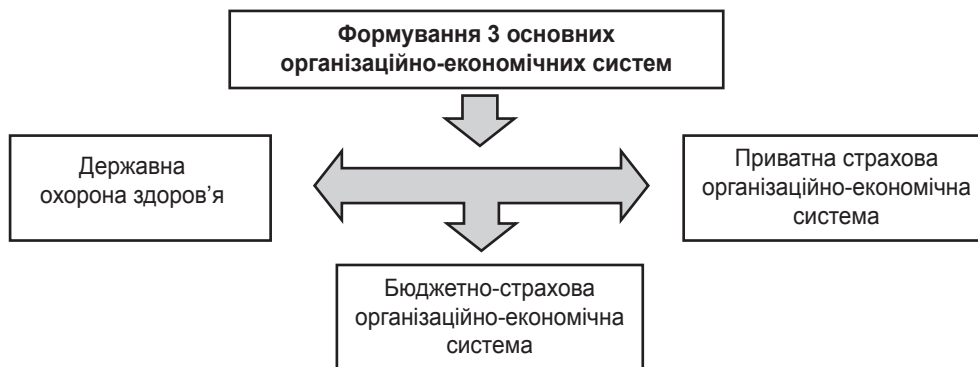 Формування 3 основних
організаційно-економічних систем
Державна
охорона здоров’я
Приватна страхова
організаційно-економічна
система
Бюджетно-страхова
організаційно-економічна
система